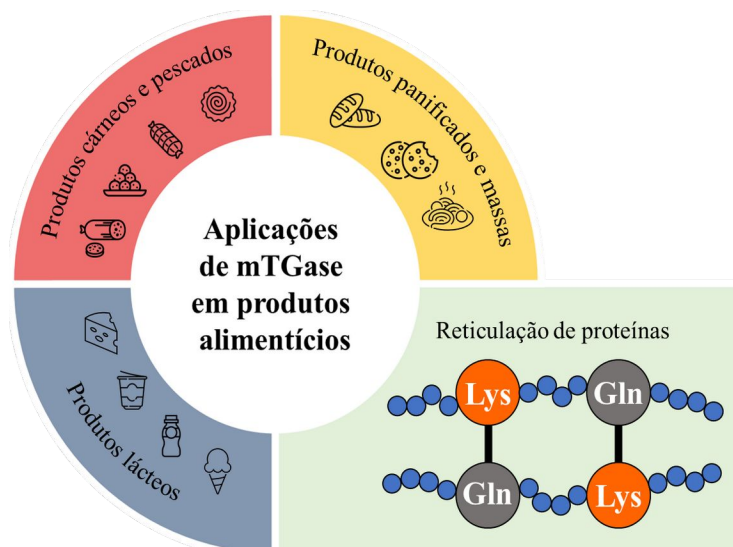 Produtos cárneos e pescados
Produtos panificados e massas
Aplicações
de mTGase
em produtos
alimentícios
Produtos lácteos
Reticulação de proteínas
Lys
Gln
Gln
Lys